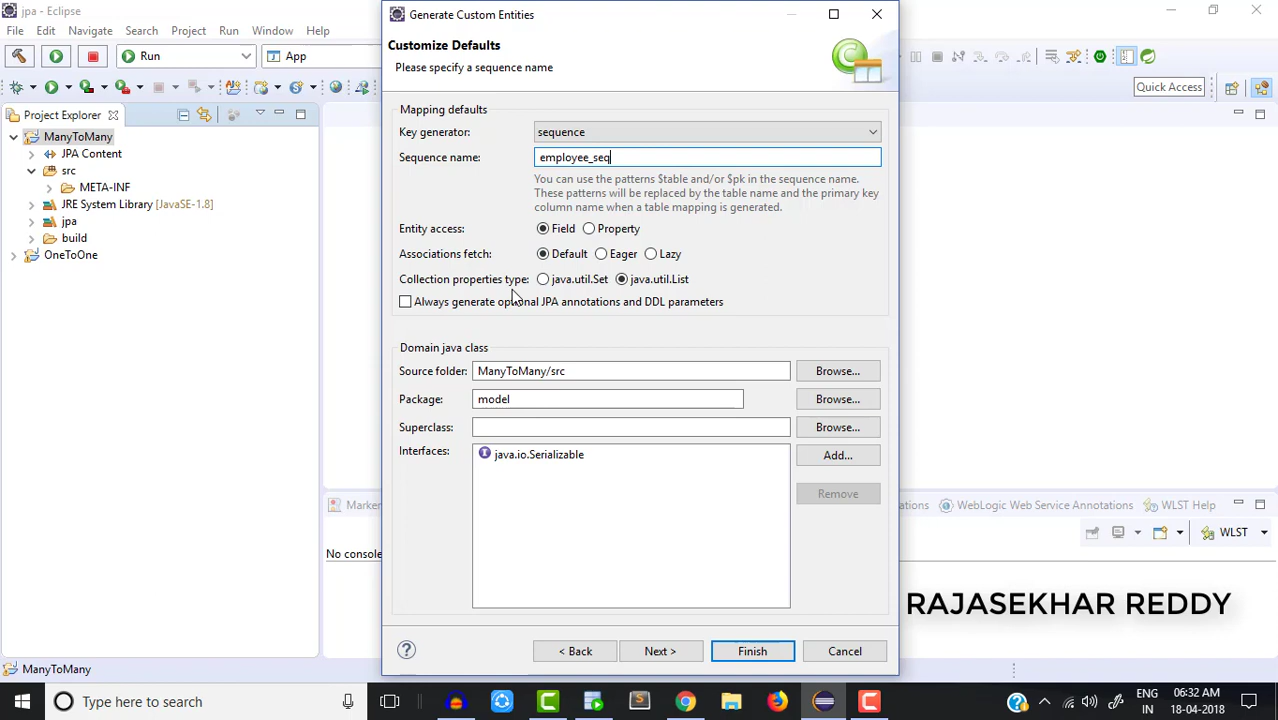 jpa - Eclipse
Generate Custom Entities
File Edit Navigate Search Project Run Window Help
Customize Defaults
Please specify a sequence name
Run
App
Quick Access
Project Explorer
ManyToMany
JPA Content
src
META-INF
JRE System Library [JavaSE-1.8]
jpa
build
OneToOne
Mapping defaults
Key generator: sequence
Sequence name: employee_seq
You can use the patterns $table and/or $pk in the sequence name.
These patterns will be replaced by the table name and the primary key
column name when a table mapping is generated.
Entity access: Field Property
Associations fetch: Default Eager Lazy
Collection properties type: java.util.Set java.util.List
Always generate optional JPA annotations and DDL parameters
Domain java class
Source folder: ManyToMany/src Browse...
Package: model Browse...
Superclass: Browse...
Interfaces: java.io.Serializable Add...
Remove
WebLogic Web Service Annotations WLST Help
WLST
RAJASEKHAR REDDY
< Back Next > Finish Cancel
ManyToMany
Type here to search
ENG
IN
06:32 AM
18-04-2018